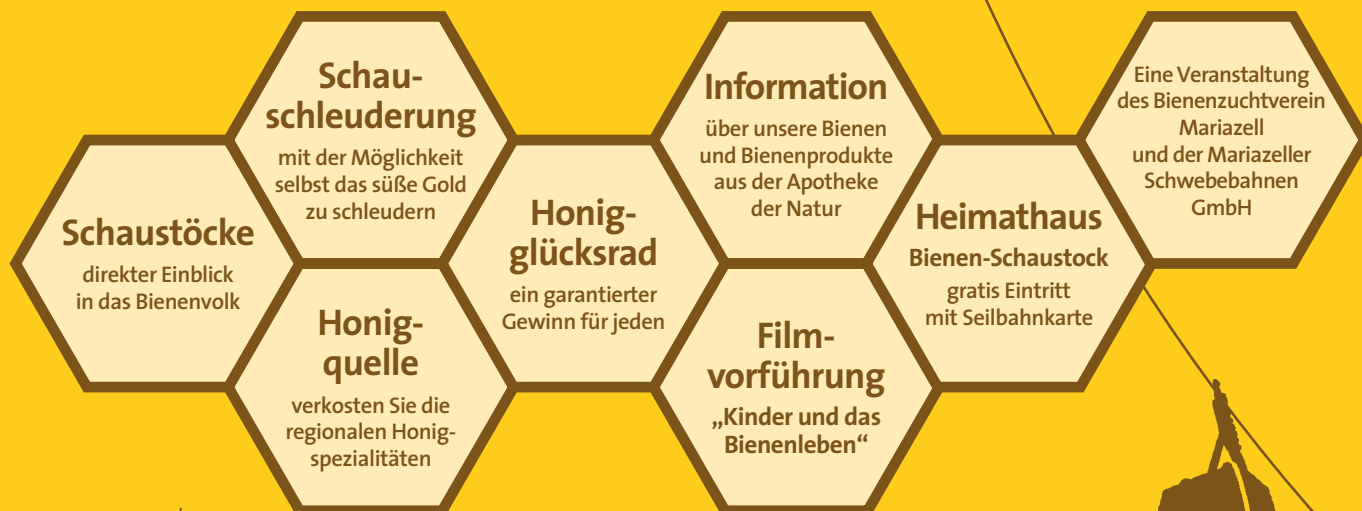 Schaustöcke
direkter Einblick
in das Bienenvolk
Schau-
schleuderung
mit der Möglichkeit
selbst das süße Gold
zu schleudern
Honig-
quelle
verkosten Sie die
regionalen Honig-
spezialitäten
Honig-
glücksrad
ein garantierter
Gewinn für jeden
Information
über unsere Bienen
und Bienenprodukte
aus der Apotheke
der Natur
Film-
vorführung
„Kinder und das
Bienenleben“
Heimathaus
Bienen-Schaustock
gratis Eintritt
mit Seilbahnkarte
Eine Veranstaltung
des Bienenzuchtverein
Mariazell
und der Mariazeller
Schwebebahnen
GmbH